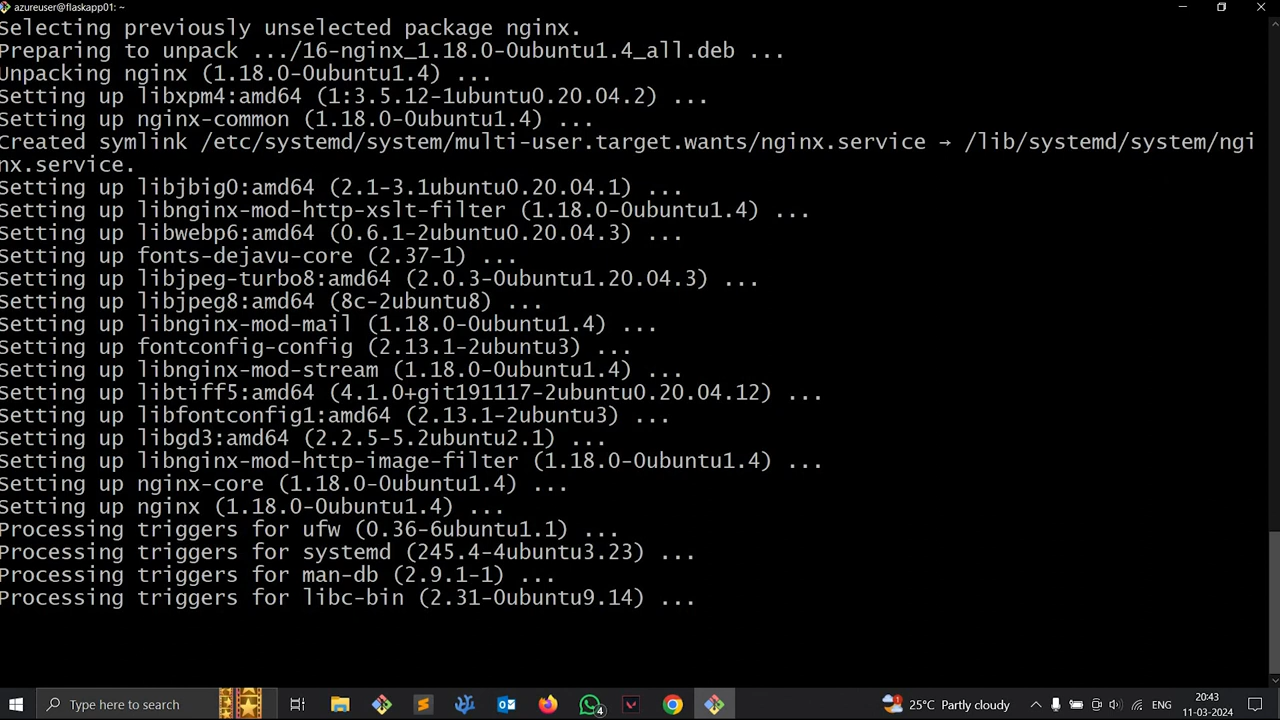 azureuser@flaskapp01: ~
Selecting previously unselected package nginx.
Preparing to unpack .../16-nginx_1.18.0-0ubuntu1.4_all.deb ...
Unpacking nginx (1.18.0-0ubuntu1.4) ...
Setting up libxpm4:amd64 (1:3.5.12-1ubuntu0.20.04.2) ...
Setting up nginx-common (1.18.0-0ubuntu1.4) ...
Created symlink /etc/systemd/system/multi-user.target.wants/nginx.service → /lib/systemd/system/ngi
nx.service.
Setting up libjbig0:amd64 (2.1-3.1ubuntu0.20.04.1) ...
Setting up libnginx-mod-http-xslt-filter (1.18.0-0ubuntu1.4) ...
Setting up libwebp6:amd64 (0.6.1-2ubuntu0.20.04.3) ...
Setting up fonts-dejavu-core (2.37-1) ...
Setting up libjpeg-turbo8:amd64 (2.0.3-0ubuntu1.20.04.3) ...
Setting up libjpeg8:amd64 (8c-2ubuntu8) ...
Setting up libnginx-mod-mail (1.18.0-0ubuntu1.4) ...
Setting up fontconfig-config (2.13.1-2ubuntu3) ...
Setting up libnginx-mod-stream (1.18.0-0ubuntu1.4) ...
Setting up libtiff5:amd64 (4.1.0+git191117-2ubuntu0.20.04.12) ...
Setting up libfontconfig1:amd64 (2.13.1-2ubuntu3) ...
Setting up libgd3:amd64 (2.2.5-5.2ubuntu2.1) ...
Setting up libnginx-mod-http-image-filter (1.18.0-0ubuntu1.4) ...
Setting up nginx-core (1.18.0-0ubuntu1.4) ...
Setting up nginx (1.18.0-0ubuntu1.4) ...
Processing triggers for ufw (0.36-6ubuntu1.1) ...
Processing triggers for systemd (245.4-4ubuntu3.23) ...
Processing triggers for man-db (2.9.1-1) ...
Processing triggers for libc-bin (2.31-0ubuntu9.14) ...
Type here to search
4
1
25°C Partly cloudy
ENG
20:43
11-03-2024